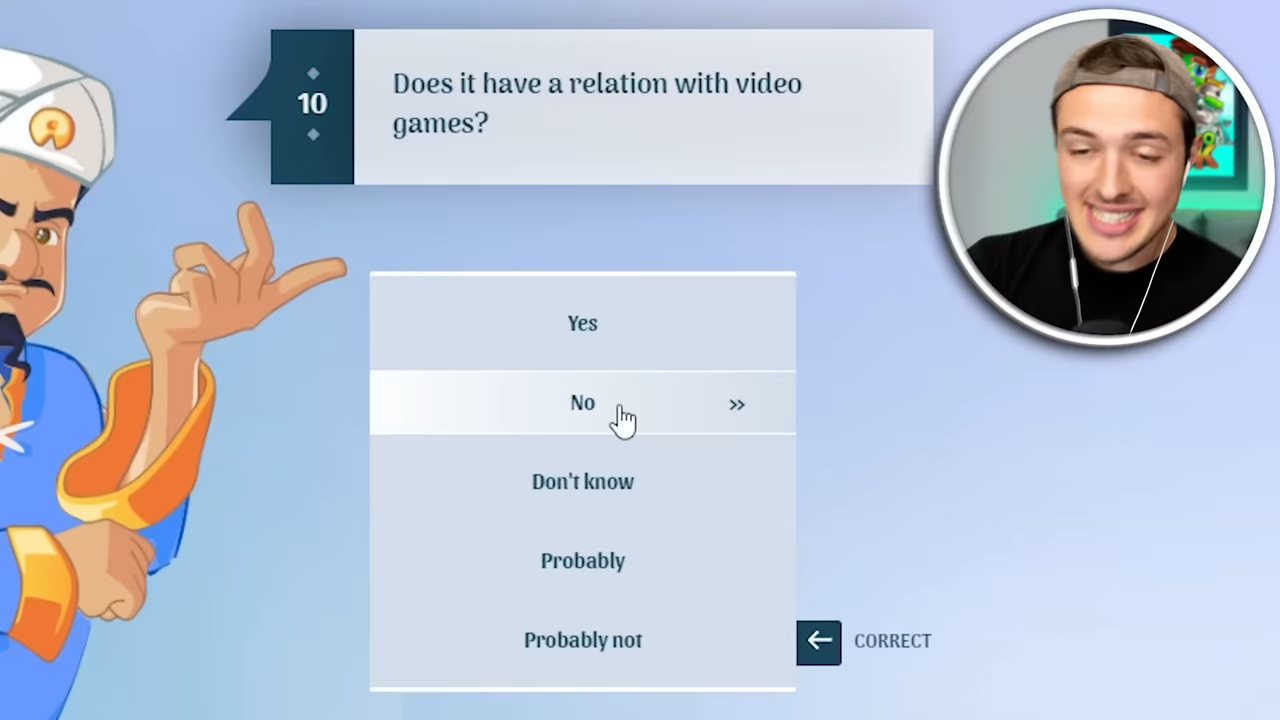 10
Does it have a relation with video
games?
Yes
No
Don't know
Probably
Probably not
CORRECT